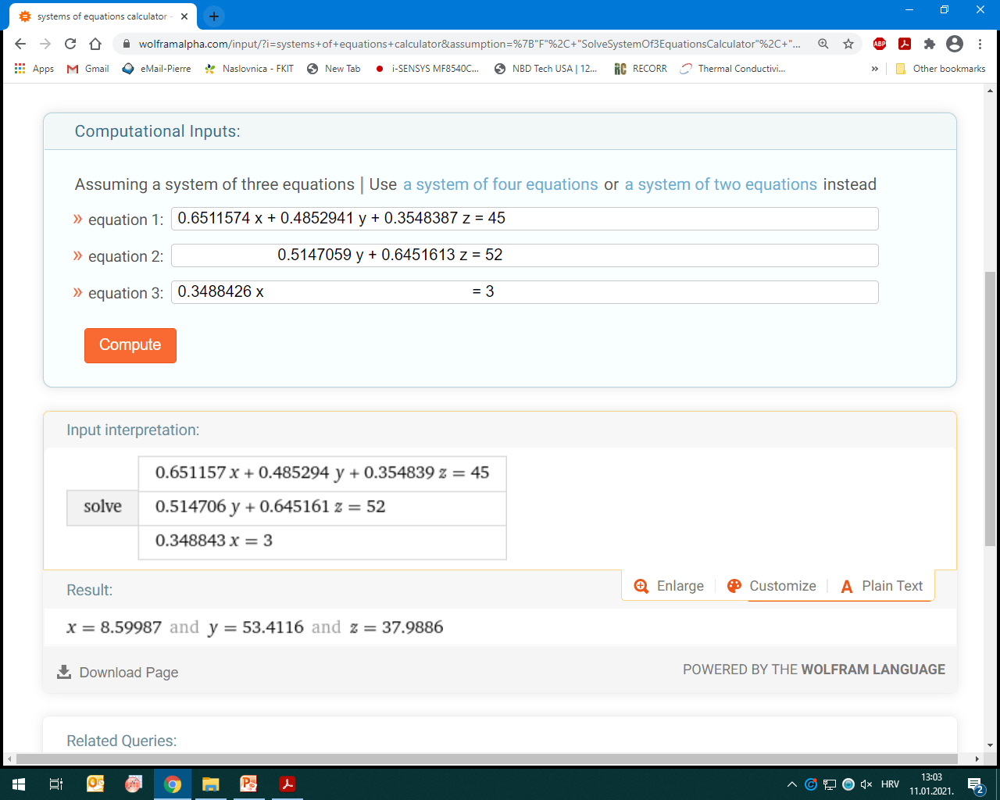 systems of equations calculator -
wolframalpha.com/input/?i=systems+of+equations+calculator&assumption=%7B"F"%2C+"SolveSystemOf3EquationsCalculator"%2C+"...
ABP
Apps Gmail eMail-Pierre Naslovnica - FKIT New Tab i-SENSYS MF8540C... NBD Tech USA | 12... RECORR Thermal Conductivi... » Other bookmarks
Computational Inputs:
Assuming a system of three equations | Use a system of four equations or a system of two equations instead
» equation 1: 0.6511574 x + 0.4852941 y + 0.3548387 z = 45
» equation 2: 0.5147059 y + 0.6451613 z = 52
» equation 3: 0.3488426 x = 3
Compute
Input interpretation:
solve
0.651157 x + 0.485294 y + 0.354839 z = 45
0.514706 y + 0.645161 z = 52
0.348843 x = 3
Result:
Enlarge Customize A Plain Text
x = 8.59987 and y = 53.4116 and z = 37.9886
Download Page
POWERED BY THE WOLFRAM LANGUAGE
Related Queries:
HRV
13:03
11.01.2021.
2